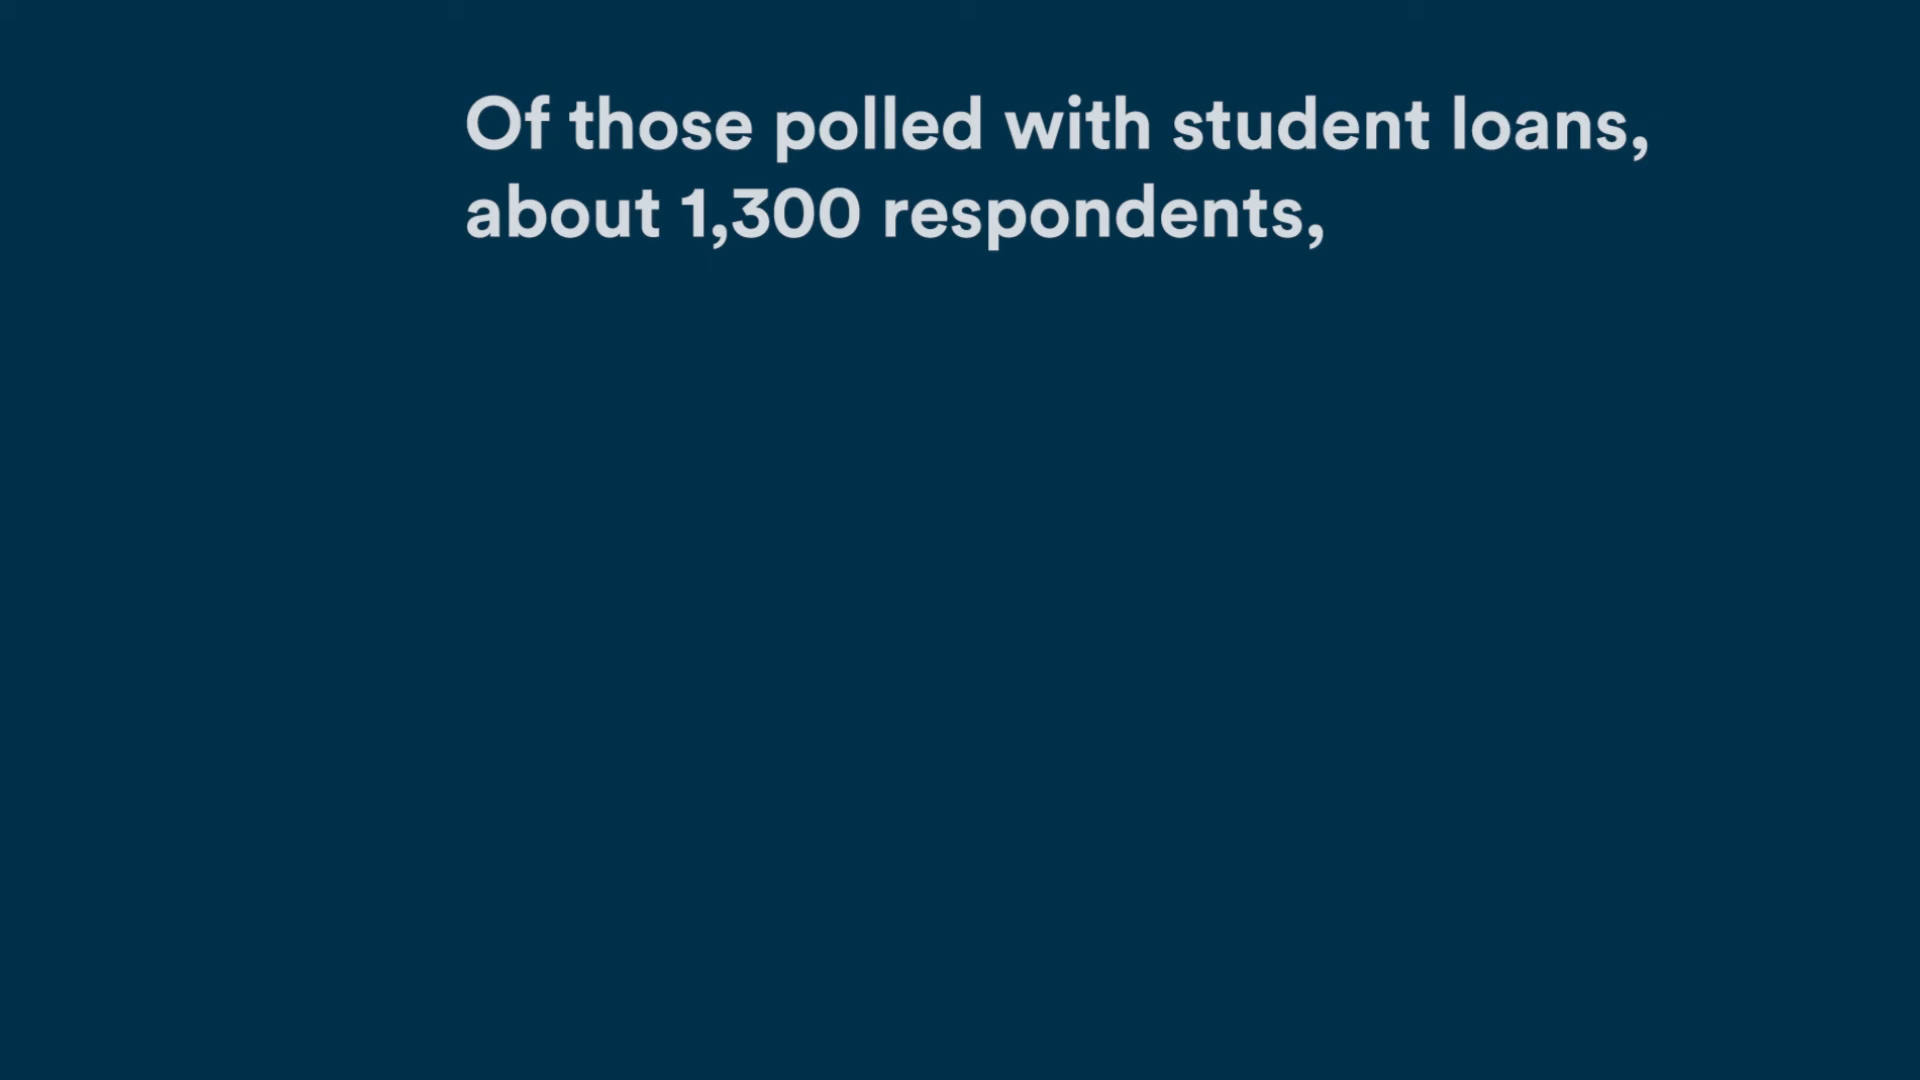 Of those polled with student loans,
about 1,300 respondents,